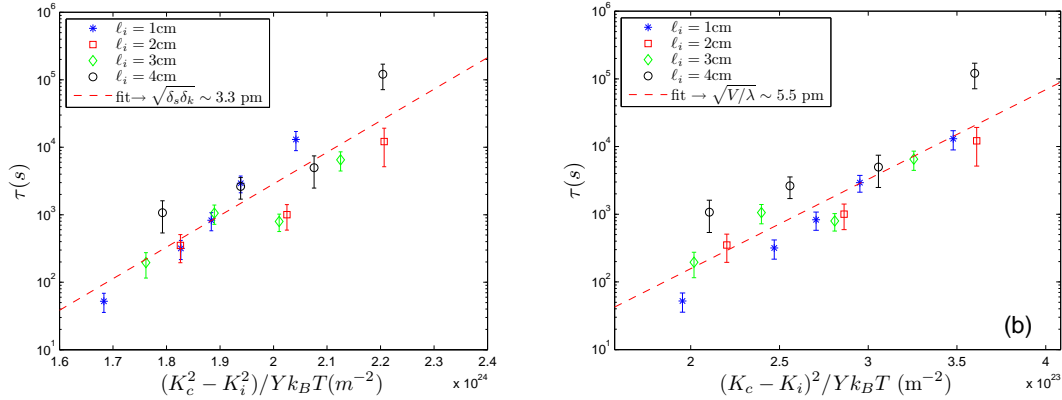 10^6
10^5
10^4
10^3
10^2
10^1
τ(s)
ℓ_i = 1cm
ℓ_i = 2cm
ℓ_i = 3cm
ℓ_i = 4cm
fit→ √δ_sδ_k ∼ 3.3 pm
1.6 1.7 1.8 1.9 2 2.1 2.2 2.3 2.4
x 10^24
(K_c^2 − K_i^2)/Yk_BT(m^−2)
10^6
10^5
10^4
10^3
10^2
10^1
τ(s)
ℓ_i = 1cm
ℓ_i = 2cm
ℓ_i = 3cm
ℓ_i = 4cm
fit → √V/λ ∼ 5.5 pm
(b)
2 2.5 3 3.5 4
x 10^23
(K_c − K_i)^2/Yk_BT (m^−2)